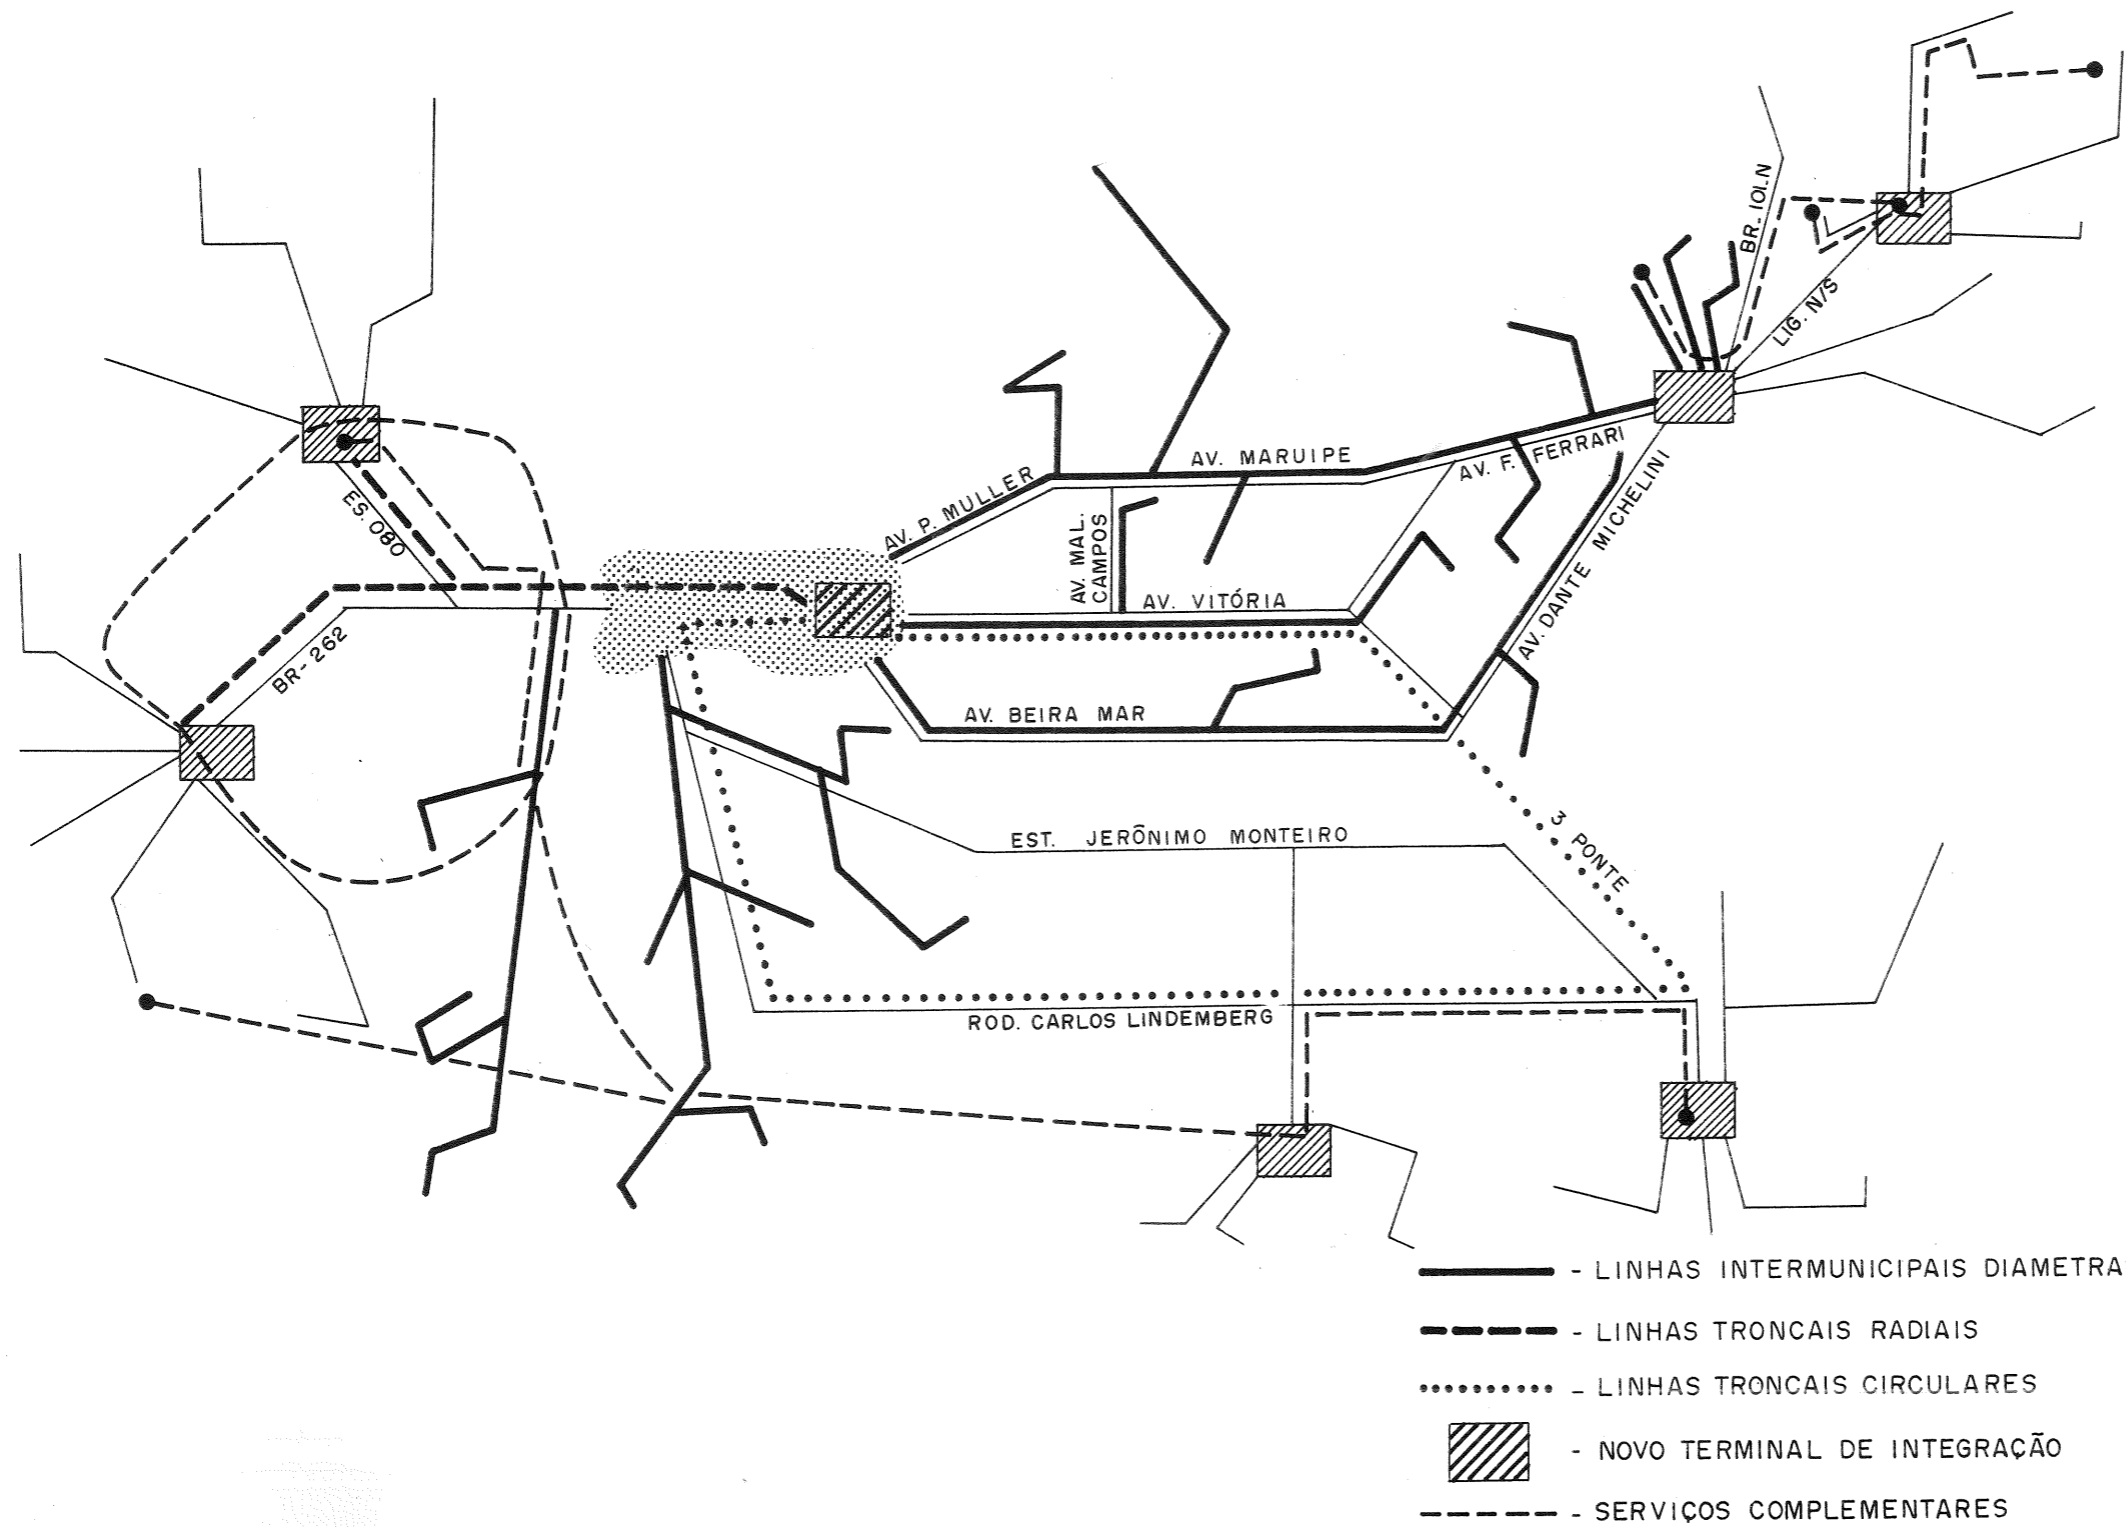 BR-101-N
LIG. N/S
AV. MARUIPE
AV. F. FERRARI
AV. P. MULLER
ES. 080
AV. MAL.
CAMPOS
AV. VITÓRIA
AV. DANTE MICHELINI
BR-262
AV. BEIRA MAR
EST. JERÔNIMO MONTEIRO
3 PONTE
ROD. CARLOS LINDEMBERG
- LINHAS INTERMUNICIPAIS DIAMETRA
- LINHAS TRONCAIS RADIAIS
- LINHAS TRONCAIS CIRCULARES
- NOVO TERMINAL DE INTEGRAÇÃO
- SERVIÇOS COMPLEMENTARES